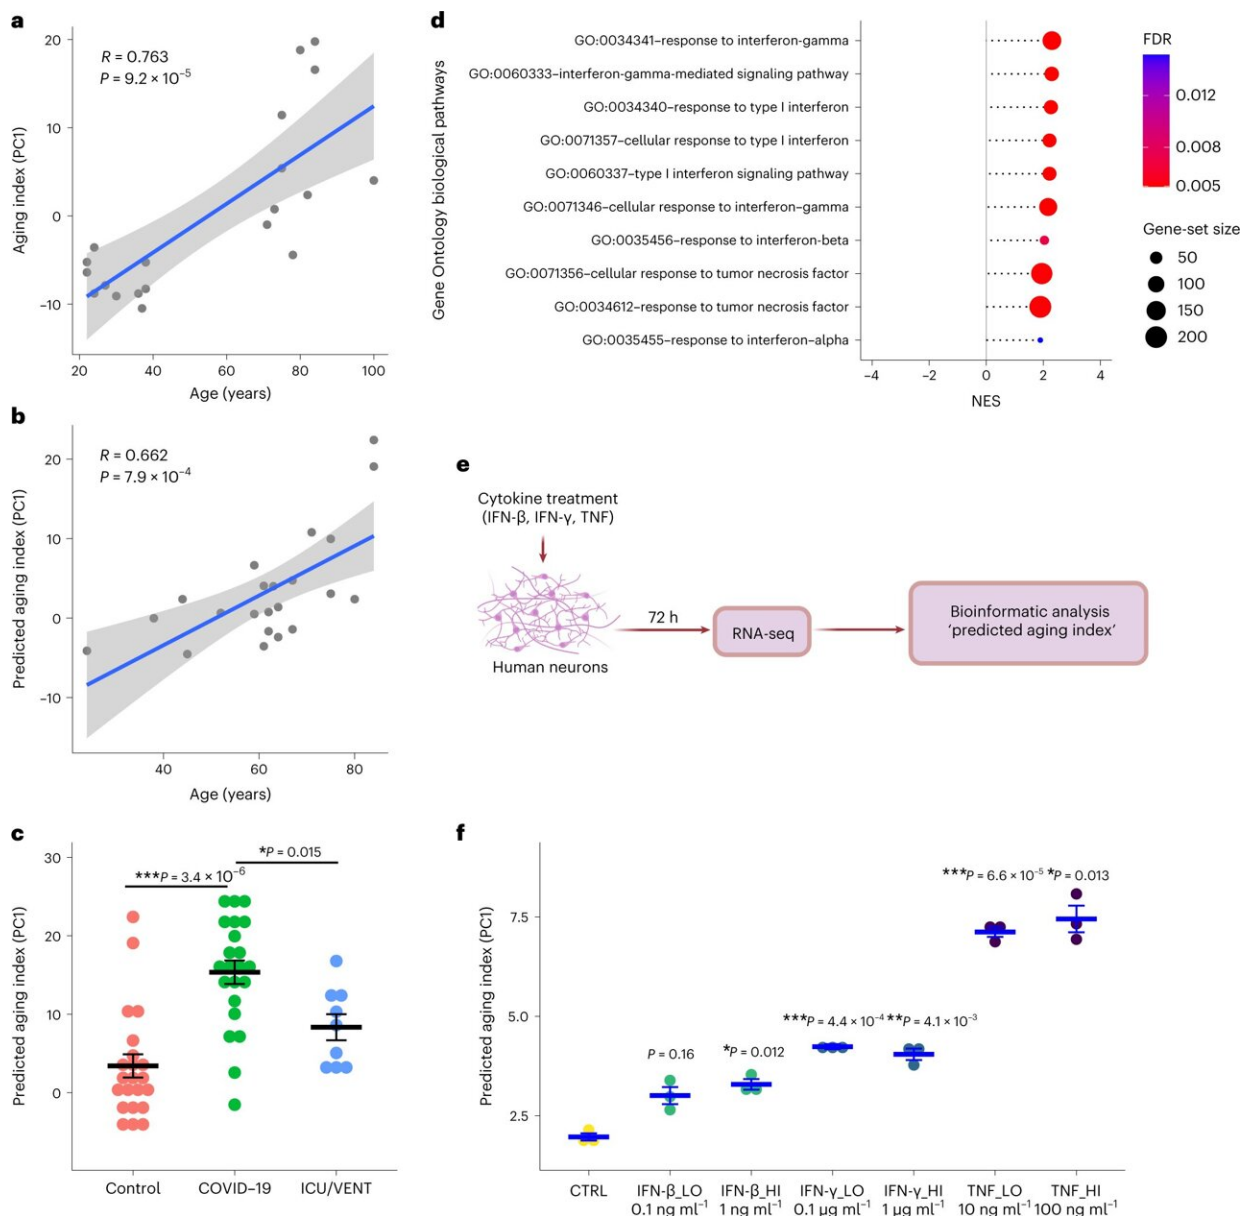 a
R = 0.763
P = 9.2 × 10⁻⁵
20
10
0
−10
Aging index (PC1)
20
40
60
80
100
Age (years)
b
R = 0.662
P = 7.9 × 10⁻⁴
20
10
0
−10
Predicted aging index (PC1)
40
60
80
Age (years)
c
***P = 3.4 × 10⁻⁶
*P = 0.015
30
20
10
0
Predicted aging index (PC1)
Control
COVID–19
ICU/VENT
d
Gene Ontology biological pathways
GO:0034341–response to interferon-gamma
GO:0060333–interferon-gamma-mediated signaling pathway
GO:0034340–response to type I interferon
GO:0071357–cellular response to type I interferon
GO:0060337–type I interferon signaling pathway
GO:0071346–cellular response to interferon–gamma
GO:0035456–response to interferon-beta
GO:0071356–cellular response to tumor necrosis factor
GO:0034612–response to tumor necrosis factor
GO:0035455–response to interferon–alpha
−4
−2
0
2
4
NES
FDR
0.012
0.008
0.005
Gene-set size
50
100
150
200
e
Cytokine treatment
(IFN-β, IFN-γ, TNF)
Human neurons
72 h
RNA-seq
Bioinformatic analysis
‘predicted aging index’
f
Predicted aging index (PC1)
7.5
5.0
2.5
P = 0.16
*P = 0.012
***P = 4.4 × 10⁻⁴
**P = 4.1 × 10⁻³
***P = 6.6 × 10⁻⁵
*P = 0.013
CTRL
IFN-β_LO
0.1 ng ml⁻¹
IFN-β_HI
1 ng ml⁻¹
IFN-γ_LO
0.1 µg ml⁻¹
IFN-γ_HI
1 µg ml⁻¹
TNF_LO
10 ng ml⁻¹
TNF_HI
100 ng ml⁻¹